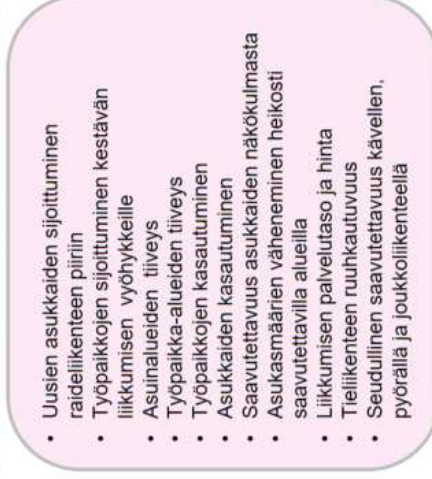 • Uusien asukkaiden sijoittuminen
raideliikenteen piiriin
• Työpaikkojen sijoittuminen kestävän
liikkumisen vyöhykkeille
• Asuinalueiden tiiveys
• Työpaikka-alueiden tiiveys
• Työpaikkojen kasautuminen
• Asukkaiden kasautuminen
• Saavutettavuus asukkaiden näkökulmasta
• Asukasmäärien väheneminen heikosti
saavutettavilla alueilla
• Liikkumisen palvelutaso ja hinta
• Tieliikenteen ruuhkautuvuus
• Seudullinen saavutettavuus kävellen,
pyörällä ja joukkoliikenteellä